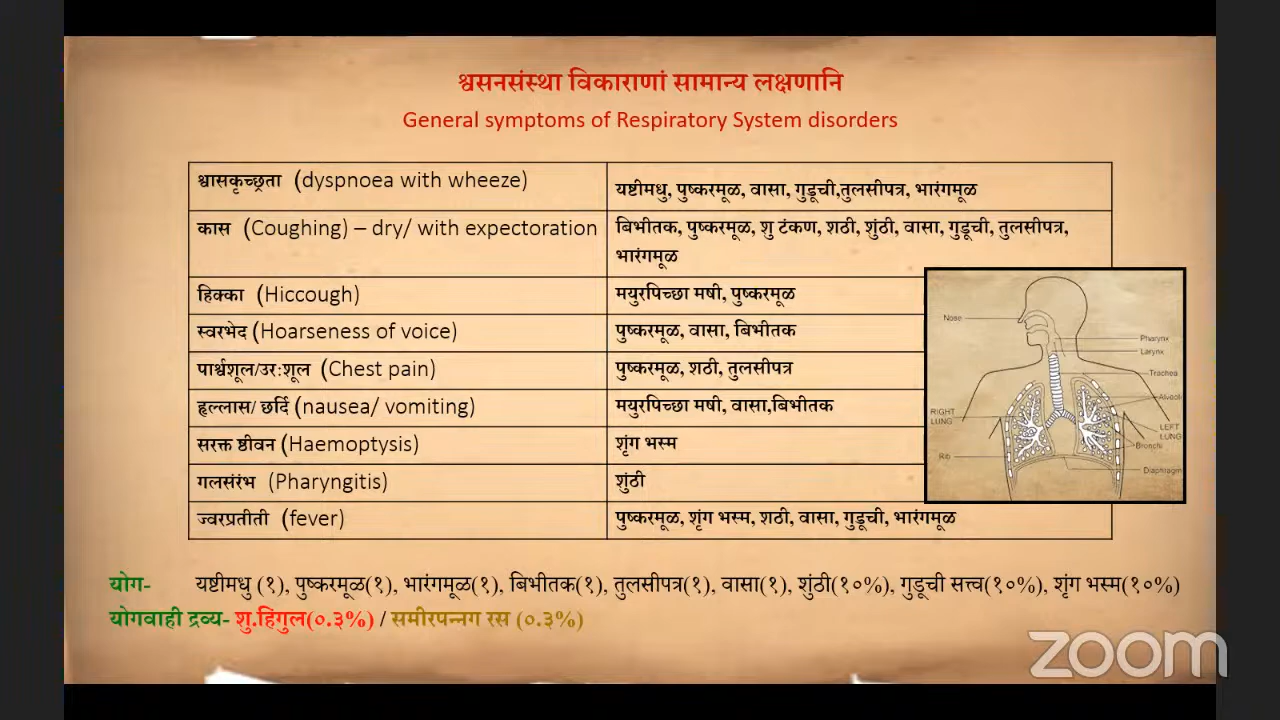 श्वसनसंस्था विकाराणां सामान्य लक्षणानि
General symptoms of Respiratory System disorders
श्वासकृच्छ्रता (dyspnoea with wheeze)
यष्टीमधु, पुष्करमूळ, वासा, गुडूची,तुलसीपत्र, भारंगमूळ
कास (Coughing) – dry/ with expectoration
बिभीतक, पुष्करमूळ, शु टंकण, शठी, शुंठी, वासा, गुडूची, तुलसीपत्र,
भारंगमूळ
हिक्का (Hiccough)
मयुरपिच्छा मषी, पुष्करमूळ
स्वरभेद (Hoarseness of voice)
पुष्करमूळ, वासा, बिभीतक
पार्श्वशूल/उर:शूल (Chest pain)
पुष्करमूळ, शठी, तुलसीपत्र
हृल्लास/ छर्दि (nausea/ vomiting)
मयुरपिच्छा मषी, वासा,बिभीतक
सरक्त ष्ठीवन (Haemoptysis)
शृंग भस्म
गलसंरंभ (Pharyngitis)
शुंठी
ज्वरप्रतीती (fever)
पुष्करमूळ, शृंग भस्म, शठी, वासा, गुडूची, भारंगमूळ
Nose
Pharynx
Larynx
Trachea
Alveoli
RIGHT
LUNG
LEFT
LUNG
Bronchi
Rib
Diaphragm
योग- यष्टीमधु (१), पुष्करमूळ(१), भारंगमूळ(१), बिभीतक(१), तुलसीपत्र(१), वासा(१), शुंठी(१०%), गुडूची सत्त्व(१०%), शृंग भस्म(१०%)
योगवाही द्रव्य- शु.हिंगुल(०.३%) / समीरपन्नग रस (०.३%)
zoom